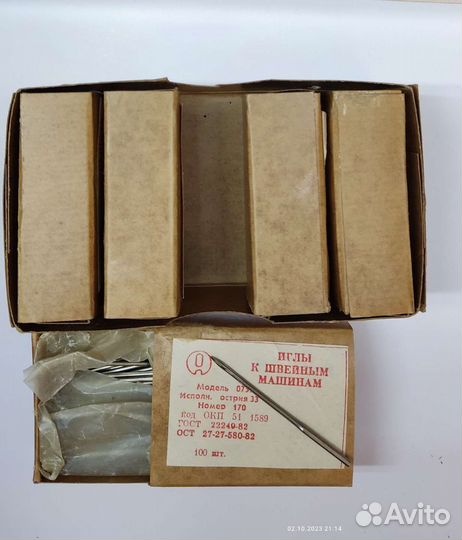 ИГЛЫ
К ШВЕЙНЫМ
МАШИНАМ
Модель
Исполн. острия 33
Номер 170
Код ОКП 51 1589
ГОСТ 22249-82
ОСТ 27-27-580-82
100 шт.
02.10.2023 21:14
Avito